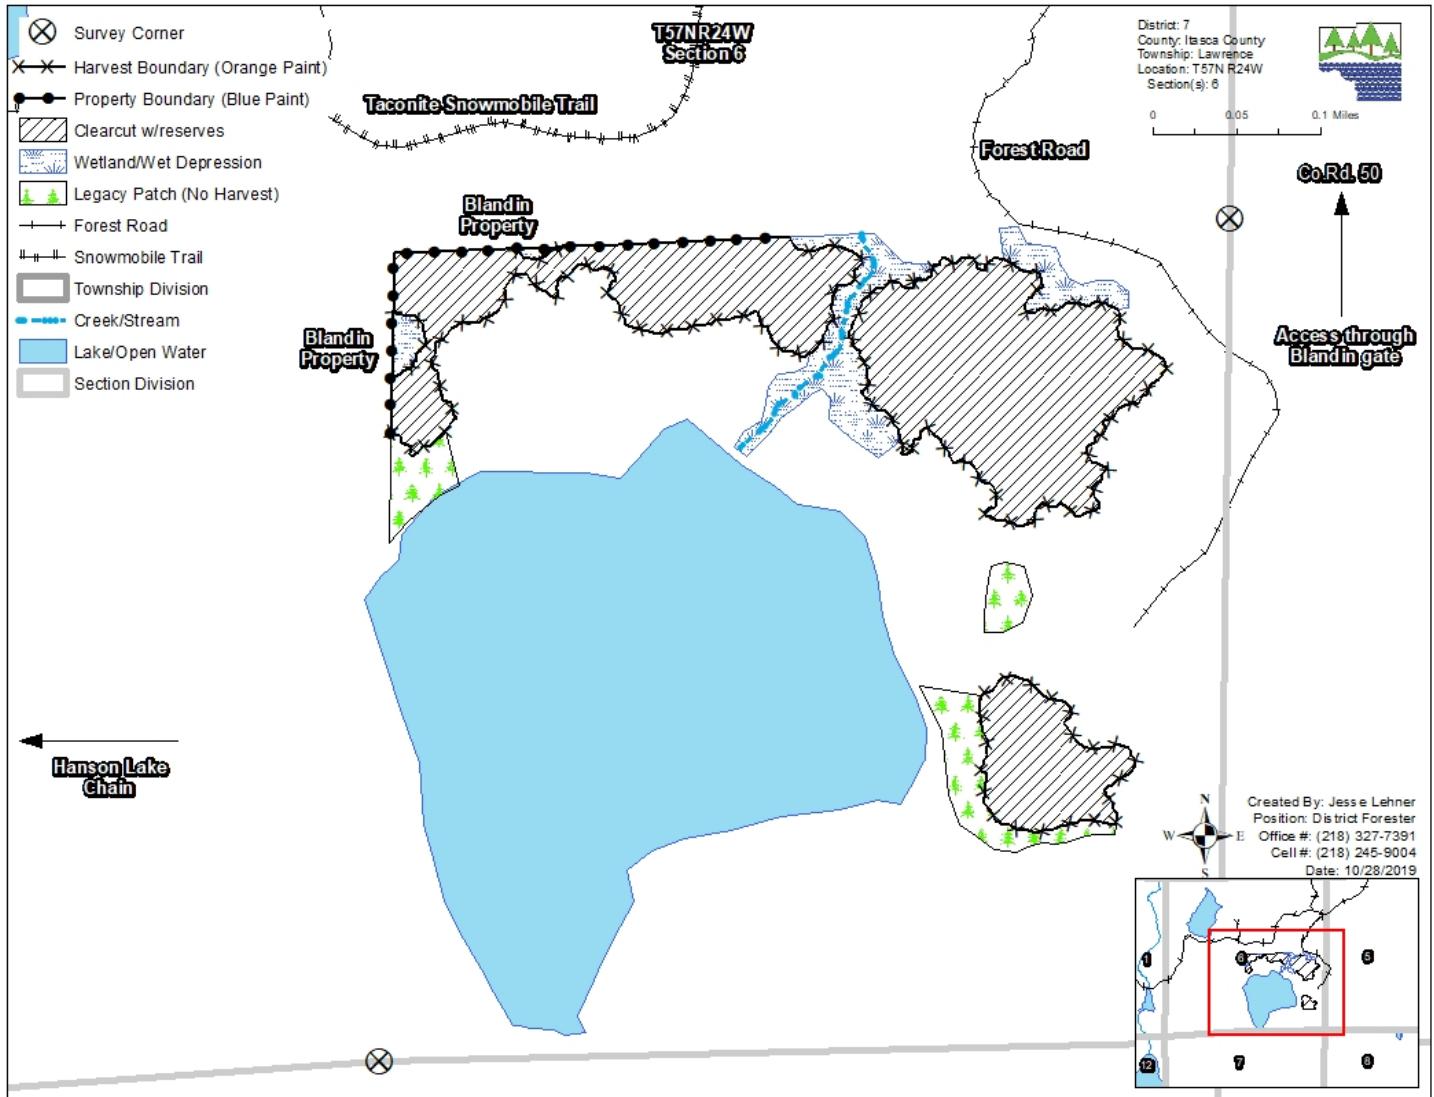 Survey Corner
Harvest Boundary (Orange Paint)
Property Boundary (Blue Paint)
Clearcut w/reserves
Wetland/Wet Depression
Legacy Patch (No Harvest)
Forest Road
Snowmobile Trail
Township Division
Creek/Stream
Lake/Open Water
Section Division
T57NR24W
Section 6
Taconite Snowmobile Trail
Forest Road
District: 7
County: Itasca County
Township: Lawrence
Location: T57N R24W
Section(s): 6
0 0.05 0.1 Miles
Co.Rd. 50
Access through
Blandin gate
Blandin
Property
Blandin
Property
Hanson Lake
Chain
N
W E
S
Created By: Jesse Lehner
Position: District Forester
Office #: (218) 327-7391
Cell #: (218) 245-9004
Date: 10/28/2019
1 6 5
12 7 8